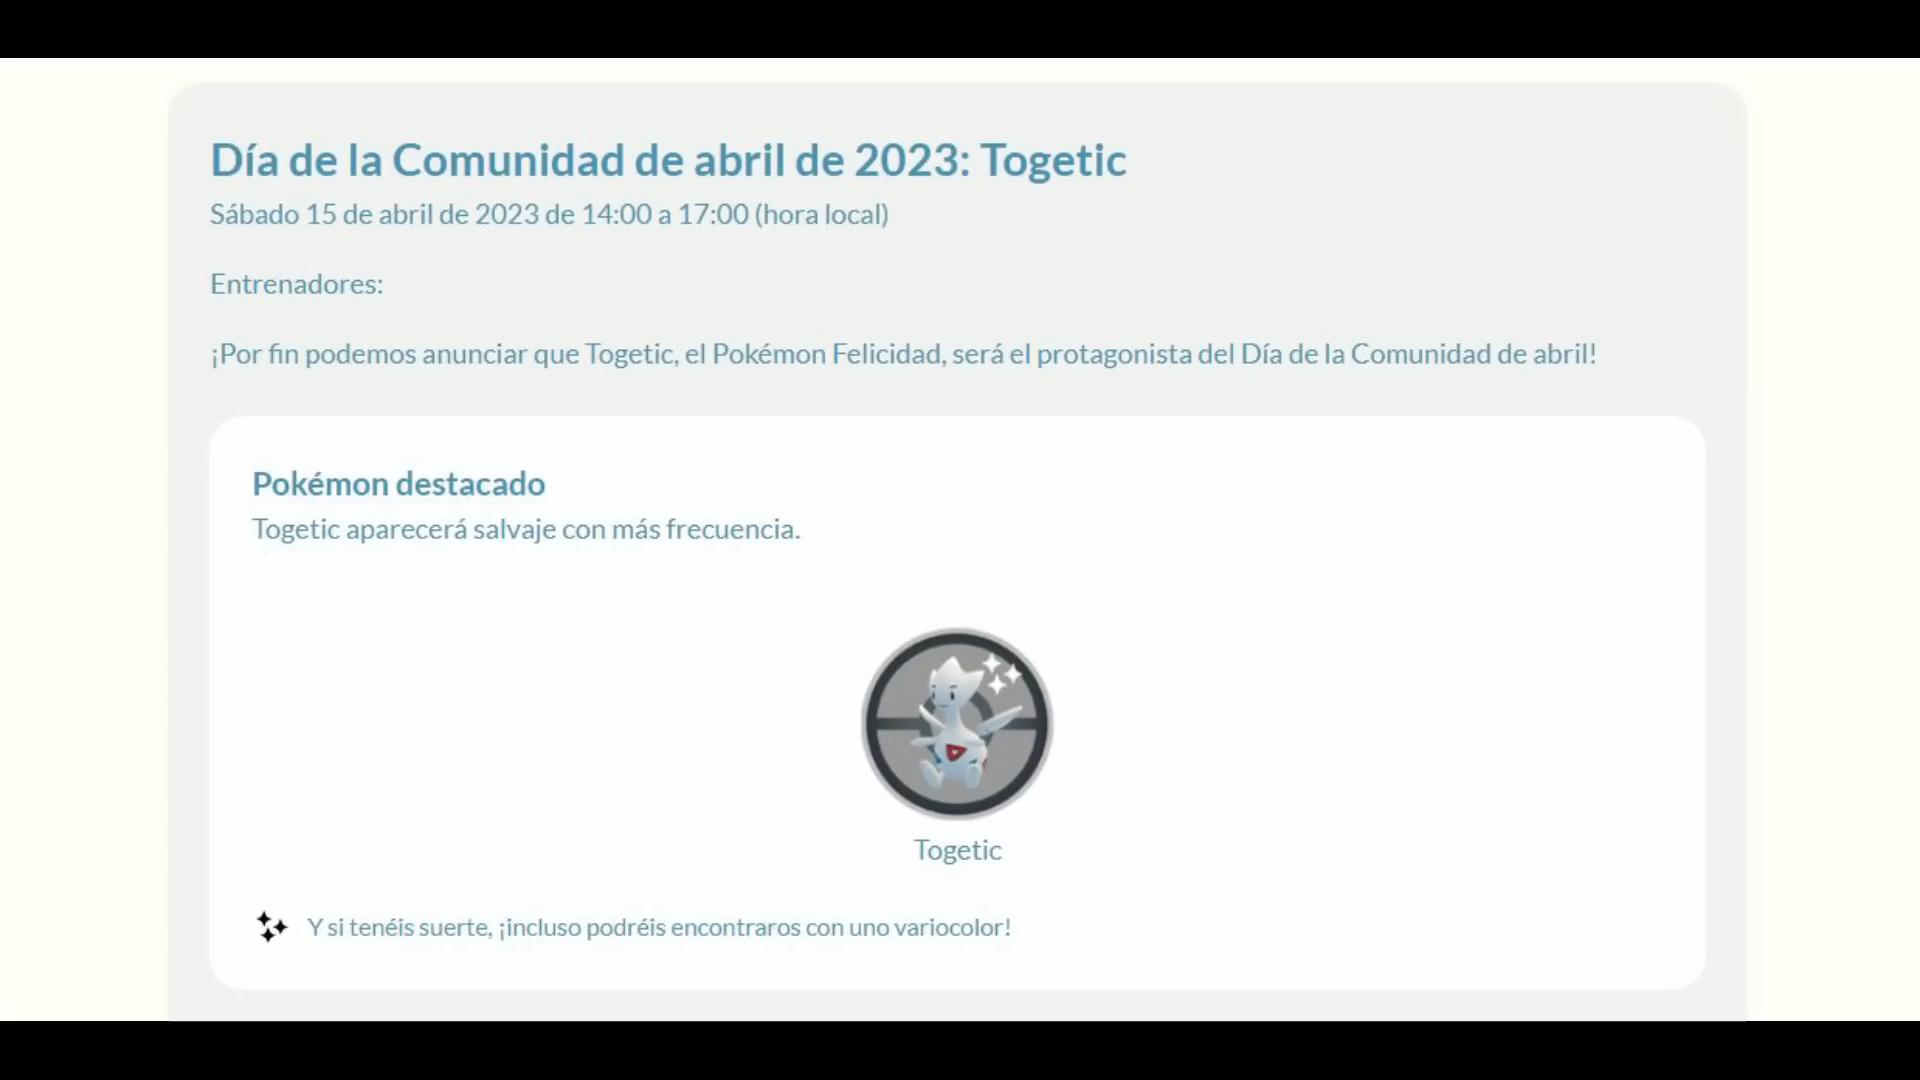 Día de la Comunidad de abril de 2023: Togetic
Sábado 15 de abril de 2023 de 14:00 a 17:00 (hora local)
Entrenadores:
¡Por fin podemos anunciar que Togetic, el Pokémon Felicidad, será el protagonista del Día de la Comunidad de abril!
Pokémon destacado
Togetic aparecerá salvaje con más frecuencia.
Togetic
Y si tenéis suerte, ¡incluso podréis encontraros con uno variocolor!